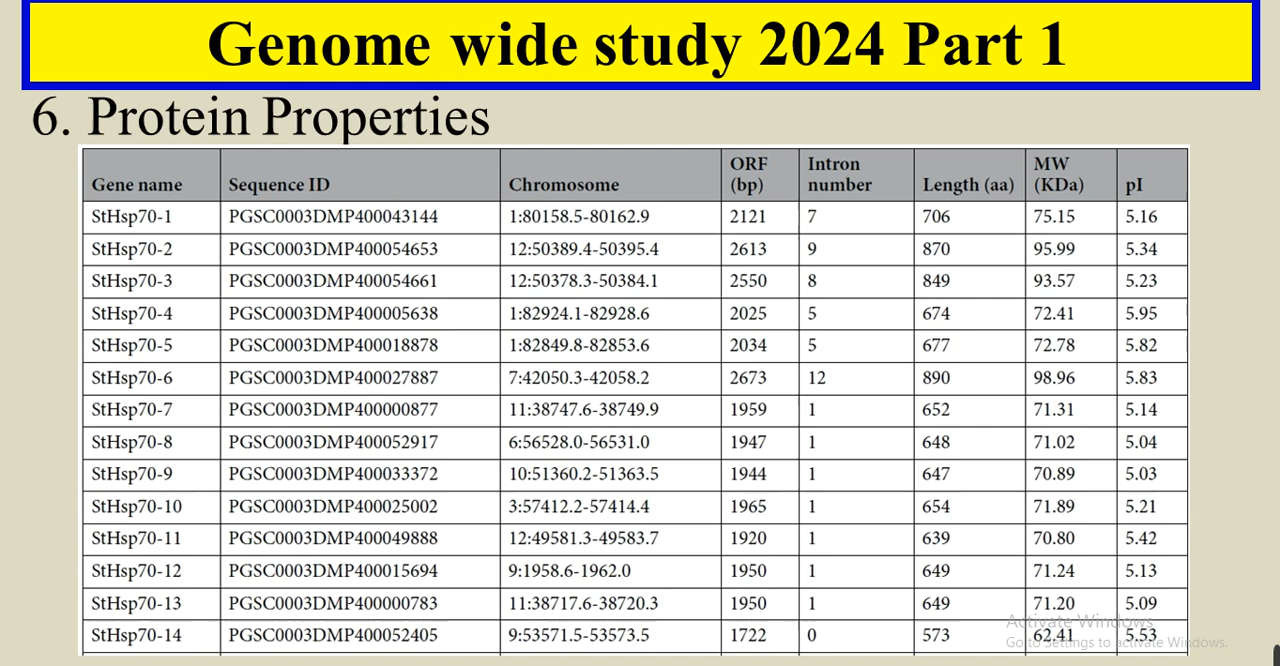 Genome wide study 2024 Part 1
6. Protein Properties
Gene name Sequence ID Chromosome ORF (bp) Intron number Length (aa) MW (KDa) pI
StHsp70-1 PGSC0003DMP400043144 1:80158.5-80162.9 2121 7 706 75.15 5.16
StHsp70-2 PGSC0003DMP400054653 12:50389.4-50395.4 2613 9 870 95.99 5.34
StHsp70-3 PGSC0003DMP400054661 12:50378.3-50384.1 2550 8 849 93.57 5.23
StHsp70-4 PGSC0003DMP400005638 1:82924.1-82928.6 2025 5 674 72.41 5.95
StHsp70-5 PGSC0003DMP400018878 1:82849.8-82853.6 2034 5 677 72.78 5.82
StHsp70-6 PGSC0003DMP400027887 7:42050.3-42058.2 2673 12 890 98.96 5.83
StHsp70-7 PGSC0003DMP400000877 11:38747.6-38749.9 1959 1 652 71.31 5.14
StHsp70-8 PGSC0003DMP400052917 6:56528.0-56531.0 1947 1 648 71.02 5.04
StHsp70-9 PGSC0003DMP400033372 10:51360.2-51363.5 1944 1 647 70.89 5.03
StHsp70-10 PGSC0003DMP400025002 3:57412.2-57414.4 1965 1 654 71.89 5.21
StHsp70-11 PGSC0003DMP400049888 12:49581.3-49583.7 1920 1 639 70.80 5.42
StHsp70-12 PGSC0003DMP400015694 9:1958.6-1962.0 1950 1 649 71.24 5.13
StHsp70-13 PGSC0003DMP400000783 11:38717.6-38720.3 1950 1 649 71.20 5.09
StHsp70-14 PGSC0003DMP400052405 9:53571.5-53573.5 1722 0 573 62.41 5.53
Activate Windows
Go to Settings to activate Windows.